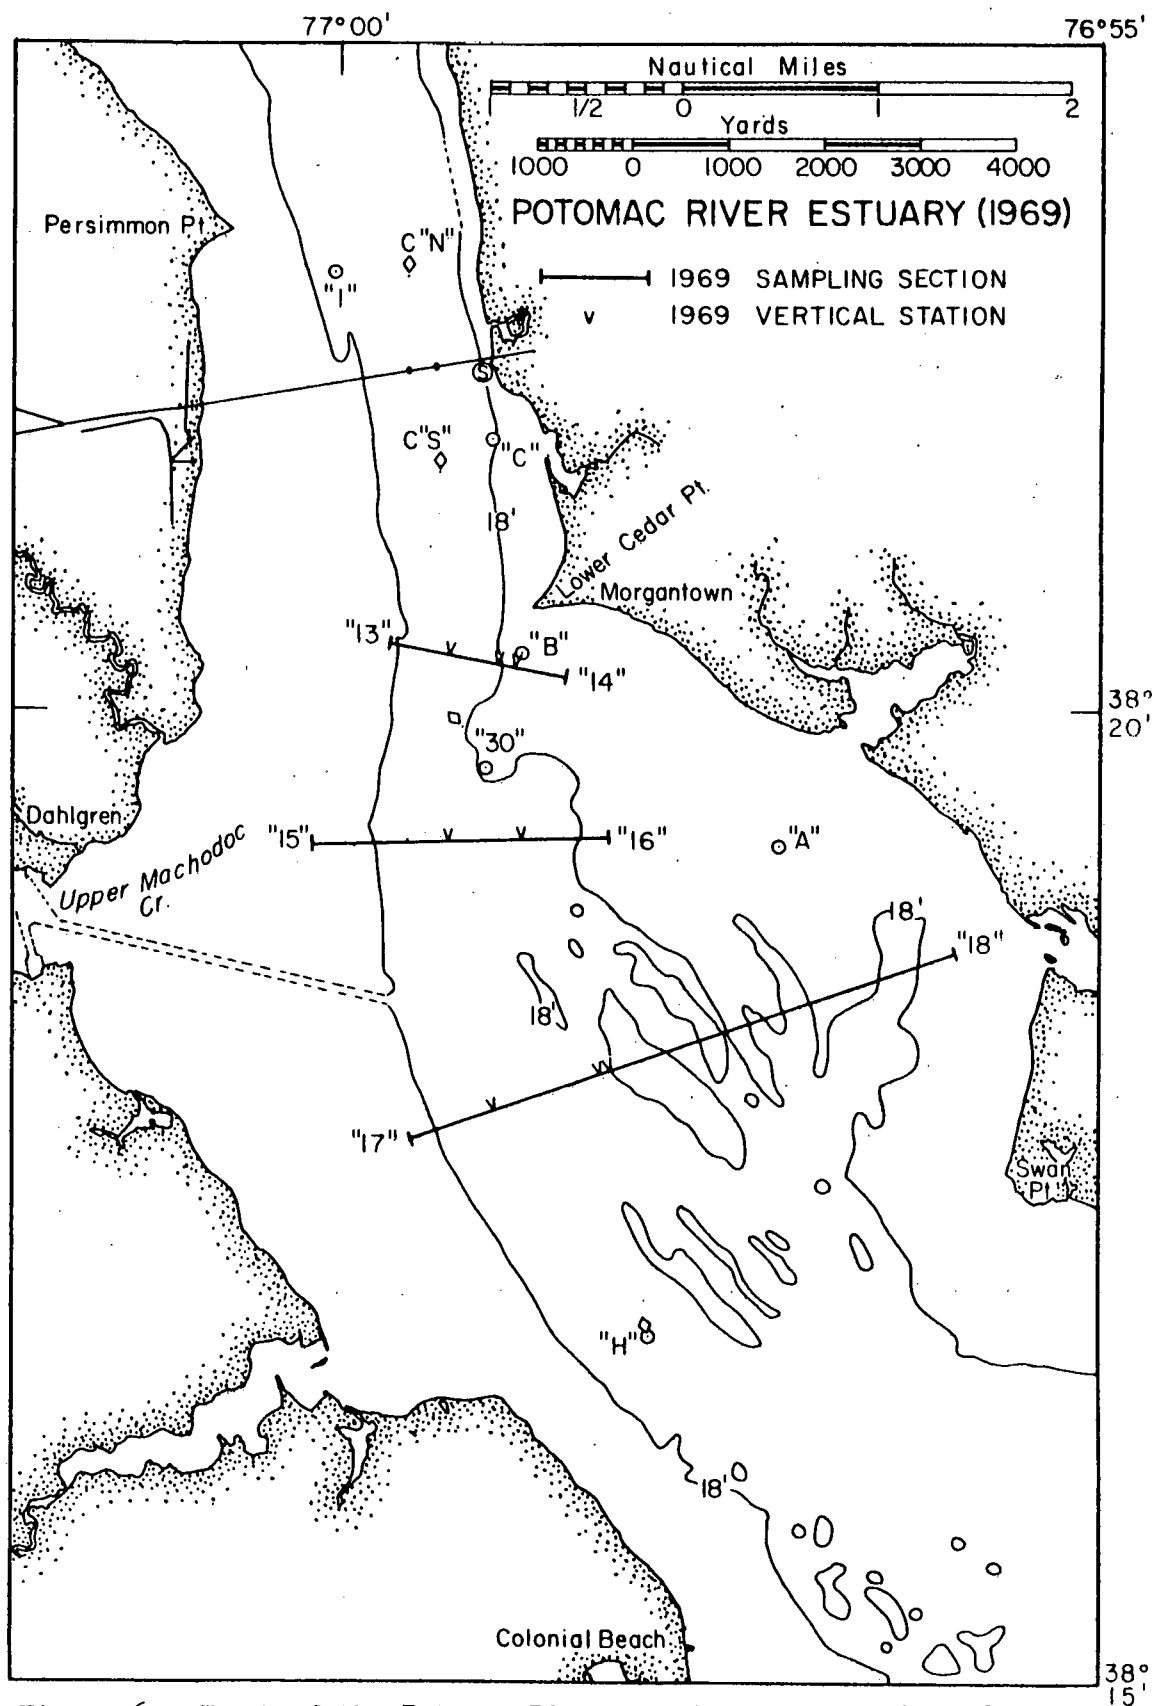 77°00'
76°55'
Nautical Miles
1/2 0 1 2
Yards
1000 0 1000 2000 3000 4000
POTOMAC RIVER ESTUARY (1969)
1969 SAMPLING SECTION
v 1969 VERTICAL STATION
Persimmon Pt.
C "N"
"1"
S
C "S"
"C"
18'
Lower Cedar Pt.
Morgantown
"13"
"B"
"14"
38°
20'
"30"
Dahlgren
"15"
"16"
"A"
Upper Machodoc
Cr.
18'
"18"
18'
"17"
Swan
Pt.
"H"
18'
Colonial Beach
38°
15'